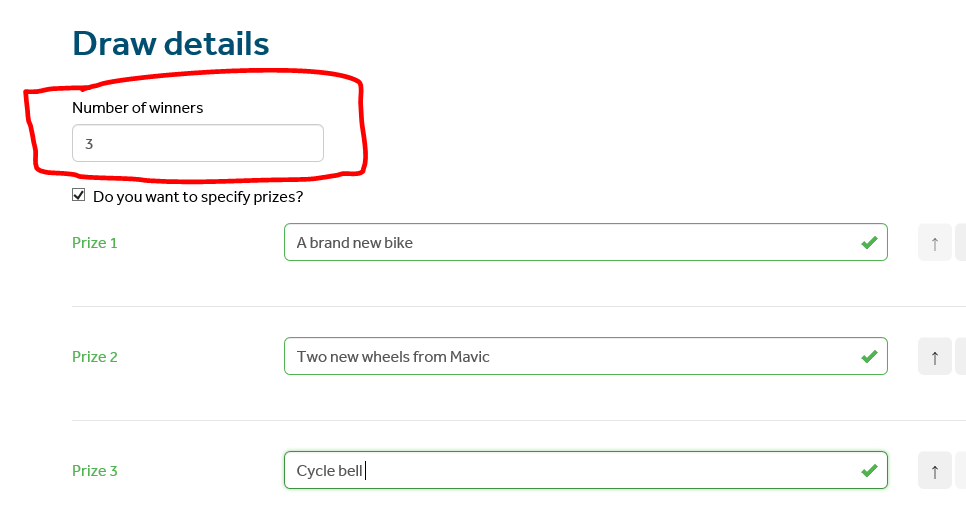 Draw details
Number of winners
3
Do you want to specify prizes?
Prize 1 A brand new bike ↑
Prize 2 Two new wheels from Mavic ↑
Prize 3 Cycle bell ↑